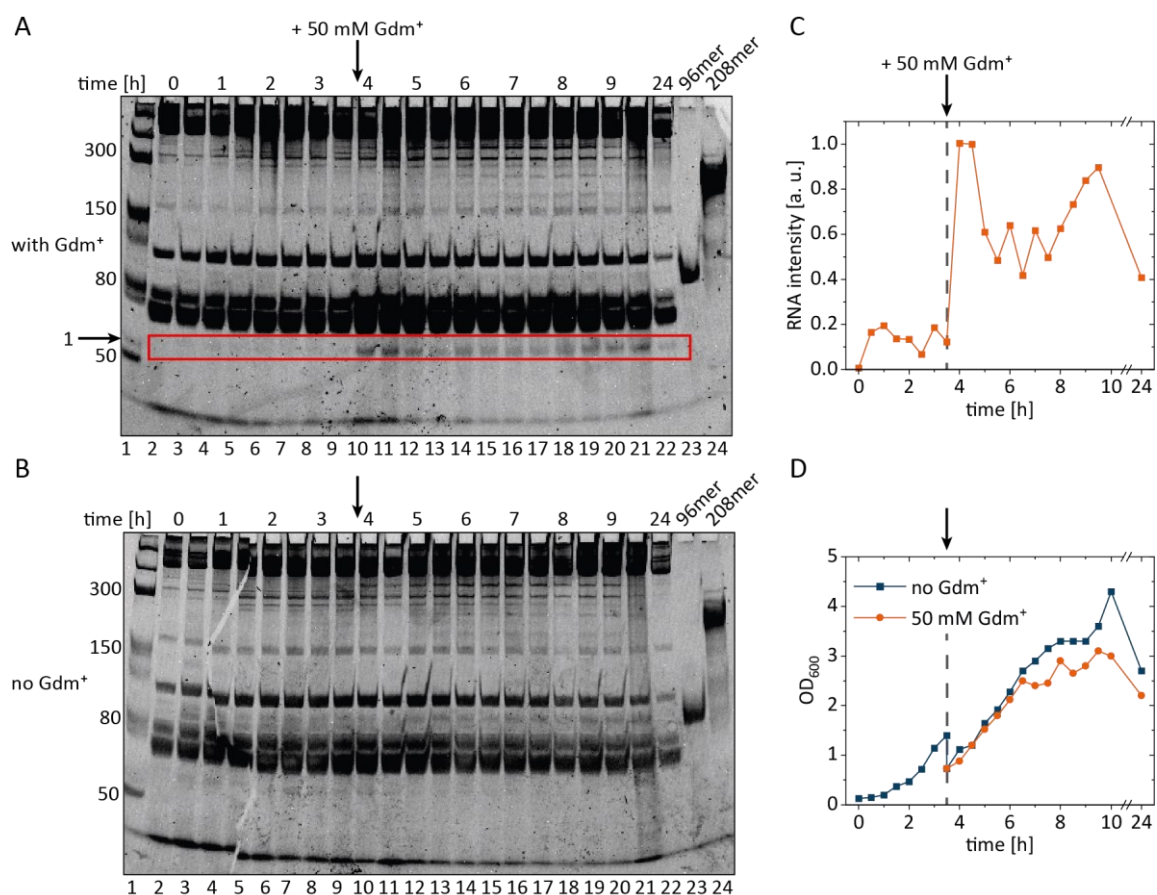 A
+ 50 mM Gdm⁺
time [h] 0 1 2 3 4 5 6 7 8 9 24 96mer 208mer
300
150
with Gdm⁺
80
1
50
1 2 3 4 5 6 7 8 9 10 11 12 13 14 15 16 17 18 19 20 21 22 23 24
B
time [h] 0 1 2 3 4 5 6 7 8 9 24 96mer 208mer
300
150
no Gdm⁺
80
50
1 2 3 4 5 6 7 8 9 10 11 12 13 14 15 16 17 18 19 20 21 22 23 24
C
+ 50 mM Gdm⁺
RNA intensity [a. u.]
1.0
0.8
0.6
0.4
0.2
0.0
0 2 4 6 8 10 24
time [h]
D
OD₆₀₀
5
4
3
2
1
0
no Gdm⁺
50 mM Gdm⁺
0 2 4 6 8 10 24
time [h]